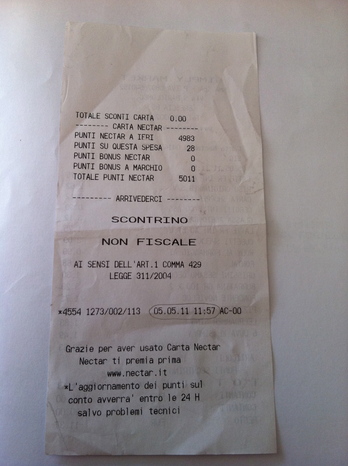 TOTALE SCONTI CARTA 0.00
-------- CARTA NECTAR --------
PUNTI NECTAR A IERI 4983
PUNTI SU QUESTA SPESA 28
PUNTI BONUS NECTAR 0
PUNTI BONUS A MARCHIO 0
TOTALE PUNTI NECTAR 5011
---------- ARRIVEDERCI --------
SCONTRINO
NON FISCALE
AI SENSI DELL'ART.1 COMMA 429
LEGGE 311/2004
*4554 1273/002/113 05.05.11 11:57 AC-00
Grazie per aver usato Carta Nectar
Nectar ti premia prima
www.nectar.it
*L'aggiornamento dei punti sul
conto avverra' entro le 24 H
salvo problemi tecnici